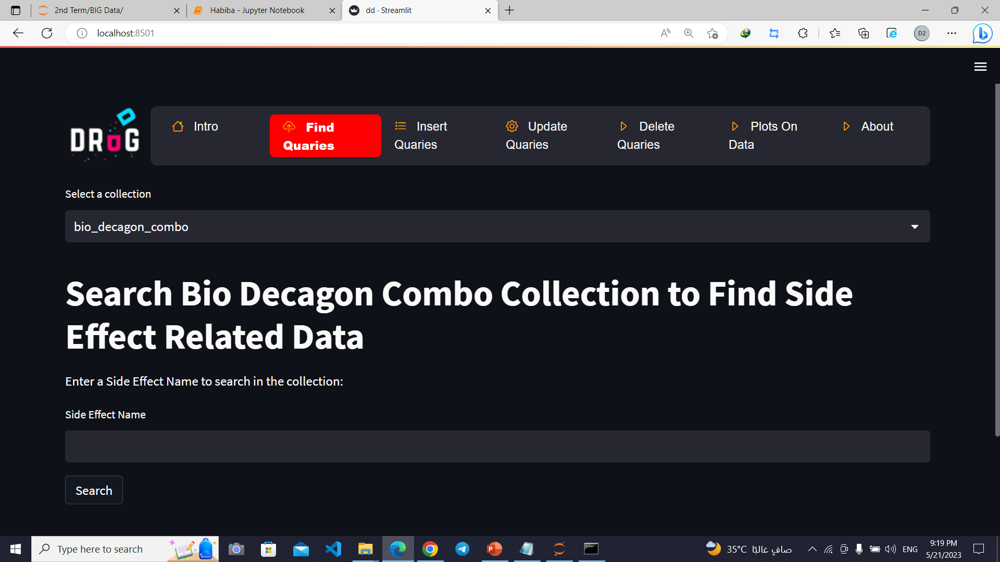 2nd Term/BIG Data/
Habiba - Jupyter Notebook
dd · Streamlit
localhost:8501
D2
DROG
Intro
Find
Quaries
Insert
Quaries
Update
Quaries
Delete
Quaries
Plots On
Data
About
Select a collection
bio_decagon_combo
Search Bio Decagon Combo Collection to Find Side
Effect Related Data
Enter a Side Effect Name to search in the collection:
Side Effect Name
Search
Type here to search
35°C صافٍ غالبًا
ENG
9:19 PM
5/21/2023